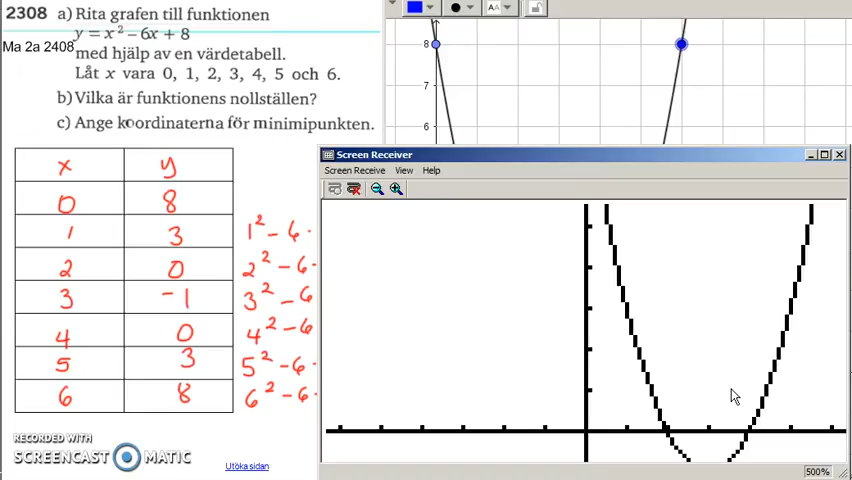 2308 a) Rita grafen till funktionen
y = x² – 6x + 8
Ma 2a 2408
med hjälp av en värdetabell.
Låt x vara 0, 1, 2, 3, 4, 5 och 6.
b) Vilka är funktionens nollställen?
c) Ange koordinaterna för minimipunkten.
x y
0 8
1 3 1² – 6 ·
2 0 2² – 6 ·
3 –1 3² – 6
4 0 4² – 6
5 3 5² – 6 ·
6 8 6² – 6 ·
RECORDED WITH
SCREENCAST MATIC
Utöka sidan
AA
8
7
6
Screen Receiver
Screen Receive View Help
500%